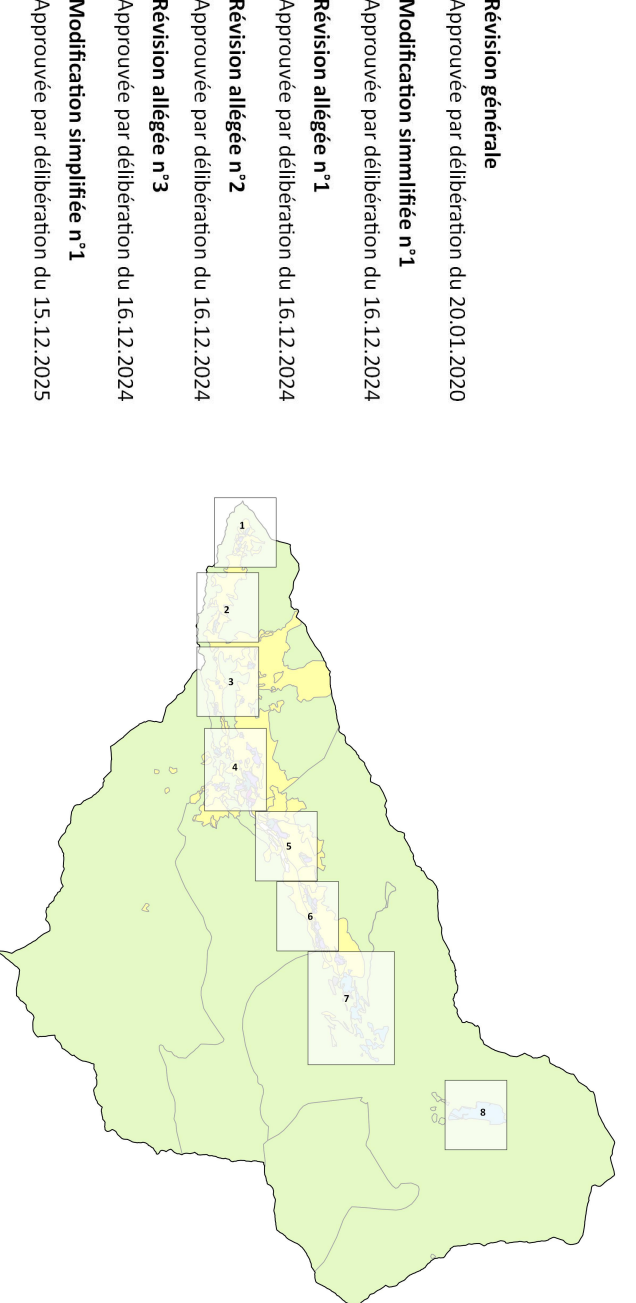 Révision générale
Approuvée par délibération du 20.01.2020
Modification simmlifiée n°1
Approuvée par délibération du 16.12.2024
Révision allégée n°1
Approuvée par délibération du 16.12.2024
Révision allégée n°2
Approuvée par délibération du 16.12.2024
Révision allégée n°3
Approuvée par délibération du 16.12.2024
Modification simplifiée n°1
Approuvée par délibération du 15.12.2025
1
2
3
4
5
6
7
8